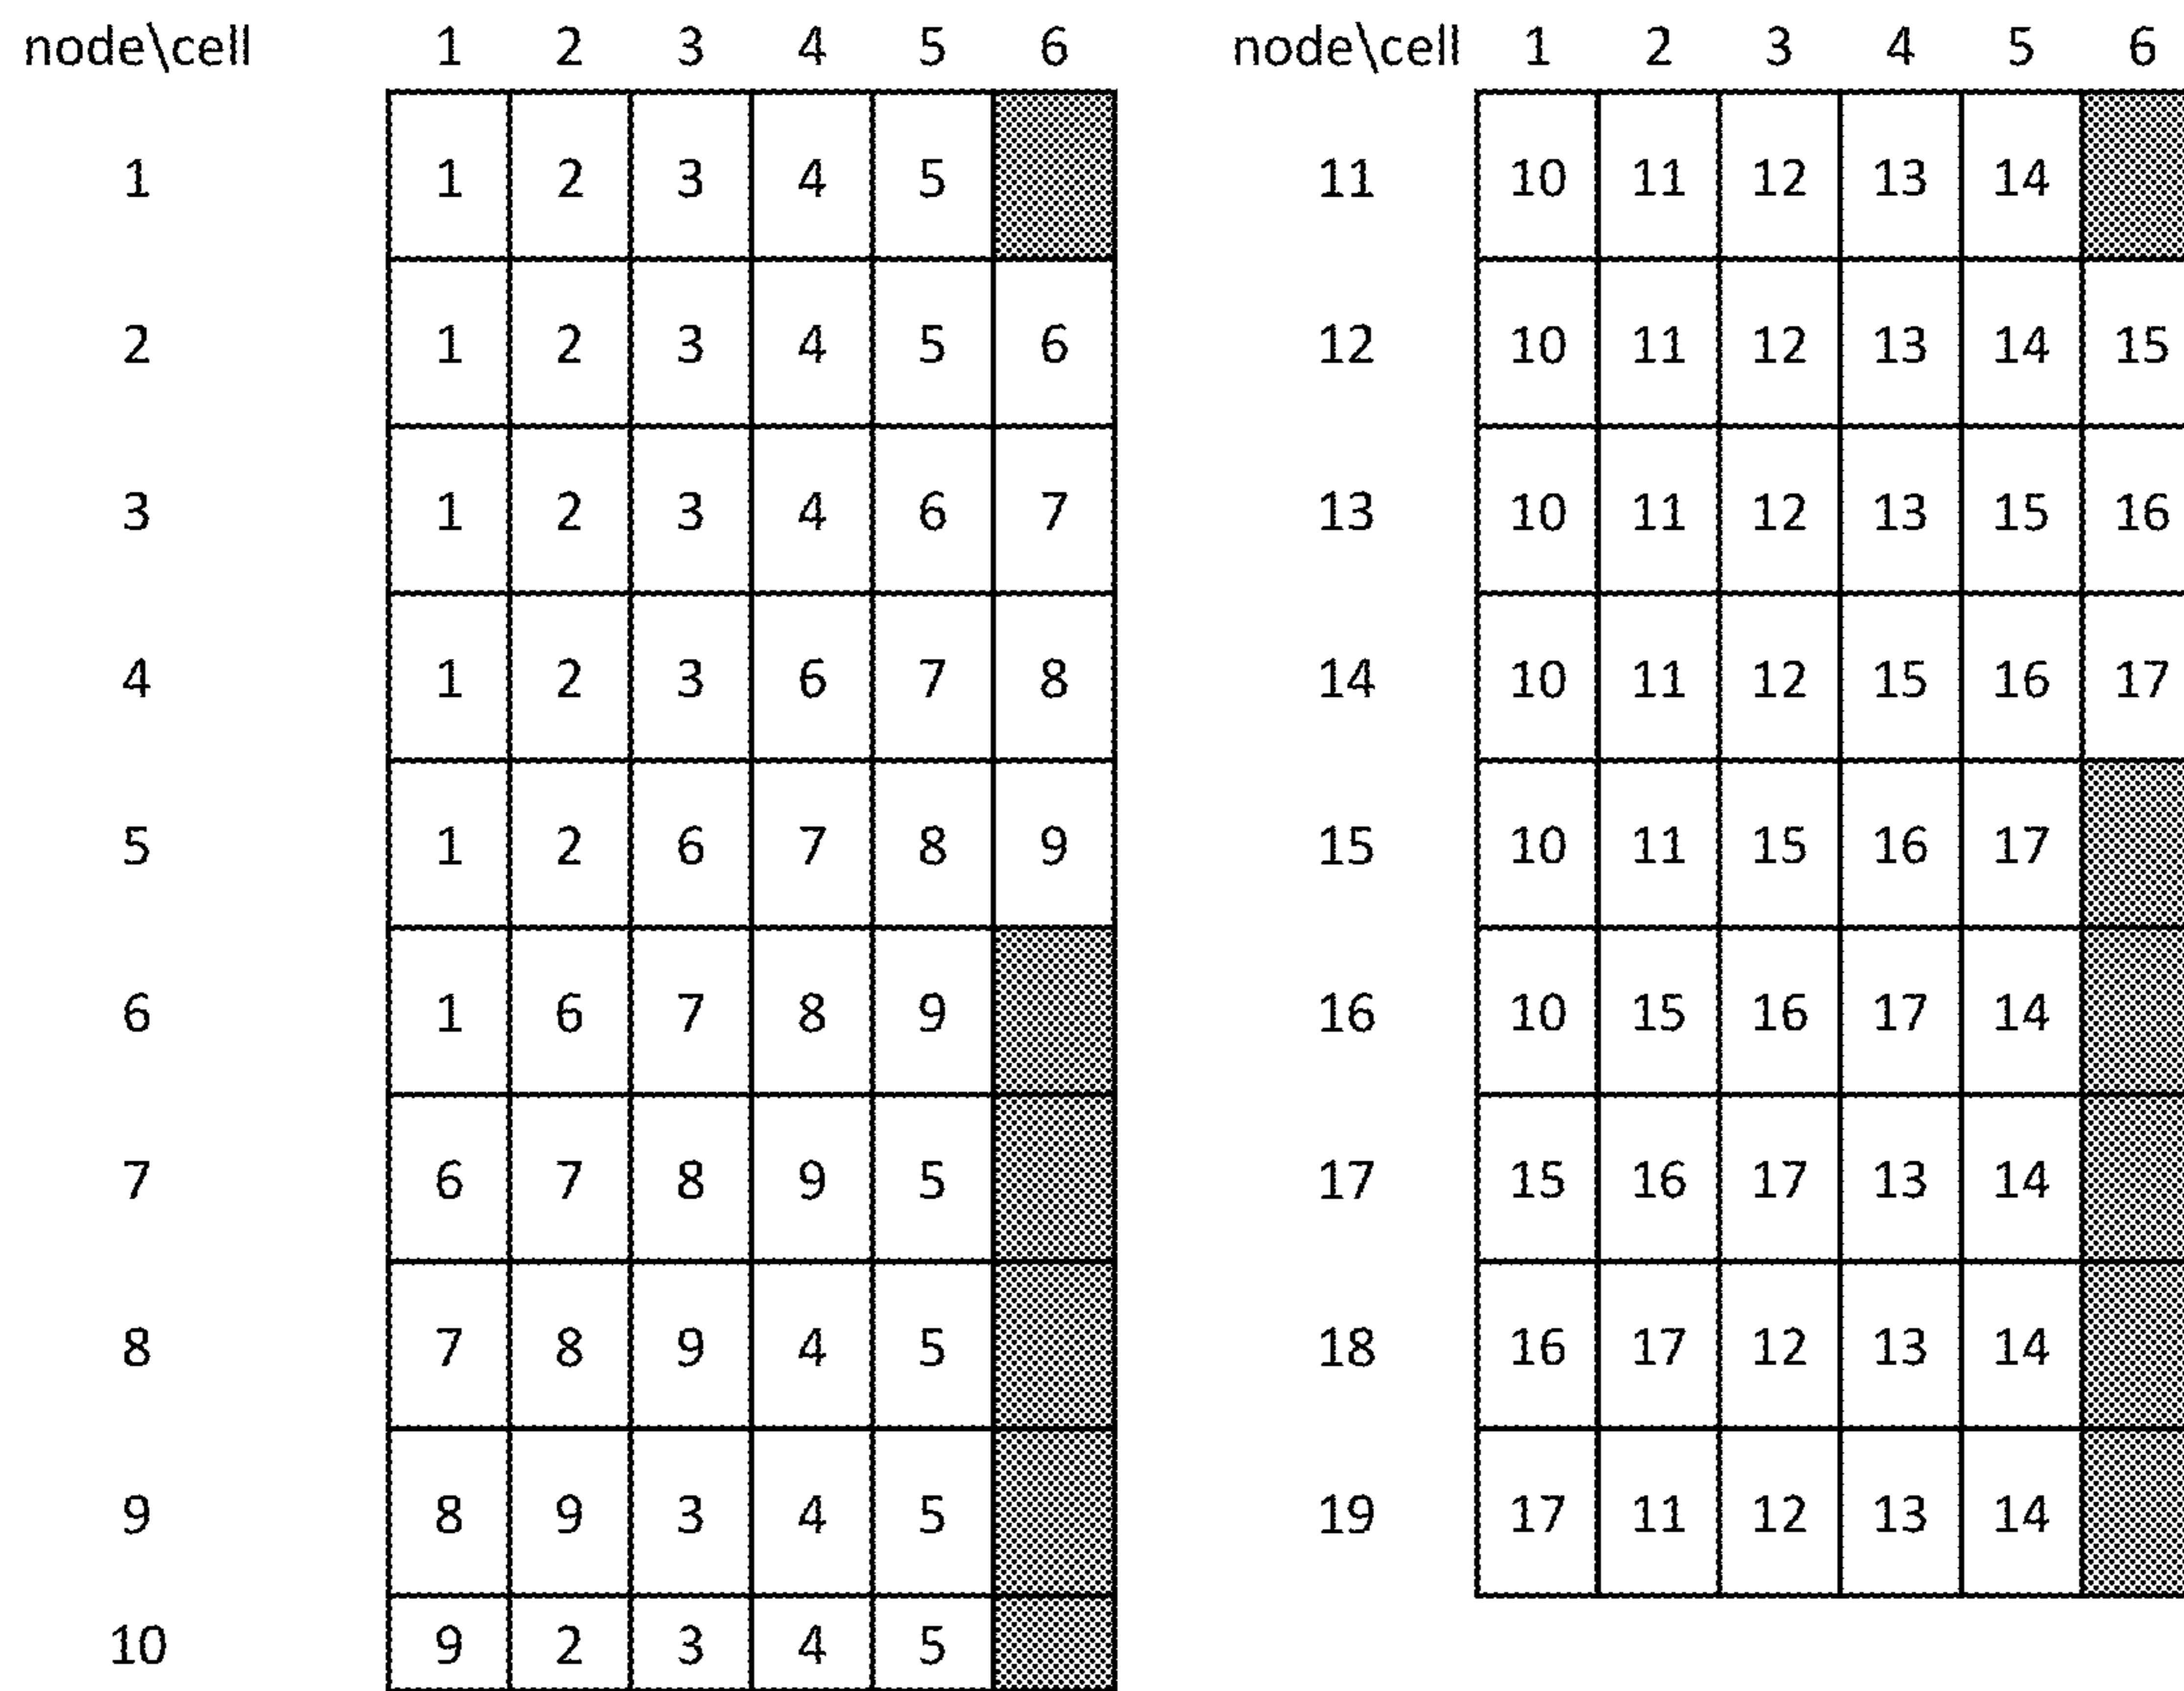 node\cell 1 2 3 4 5 6
1 1 2 3 4 5
2 1 2 3 4 5 6
3 1 2 3 4 6 7
4 1 2 3 6 7 8
5 1 2 6 7 8 9
6 1 6 7 8 9
7 6 7 8 9 5
8 7 8 9 4 5
9 8 9 3 4 5
10 9 2 3 4 5
node\cell 1 2 3 4 5 6
11 10 11 12 13 14
12 10 11 12 13 14 15
13 10 11 12 13 15 16
14 10 11 12 15 16 17
15 10 11 15 16 17
16 10 15 16 17 14
17 15 16 17 13 14
18 16 17 12 13 14
19 17 11 12 13 14